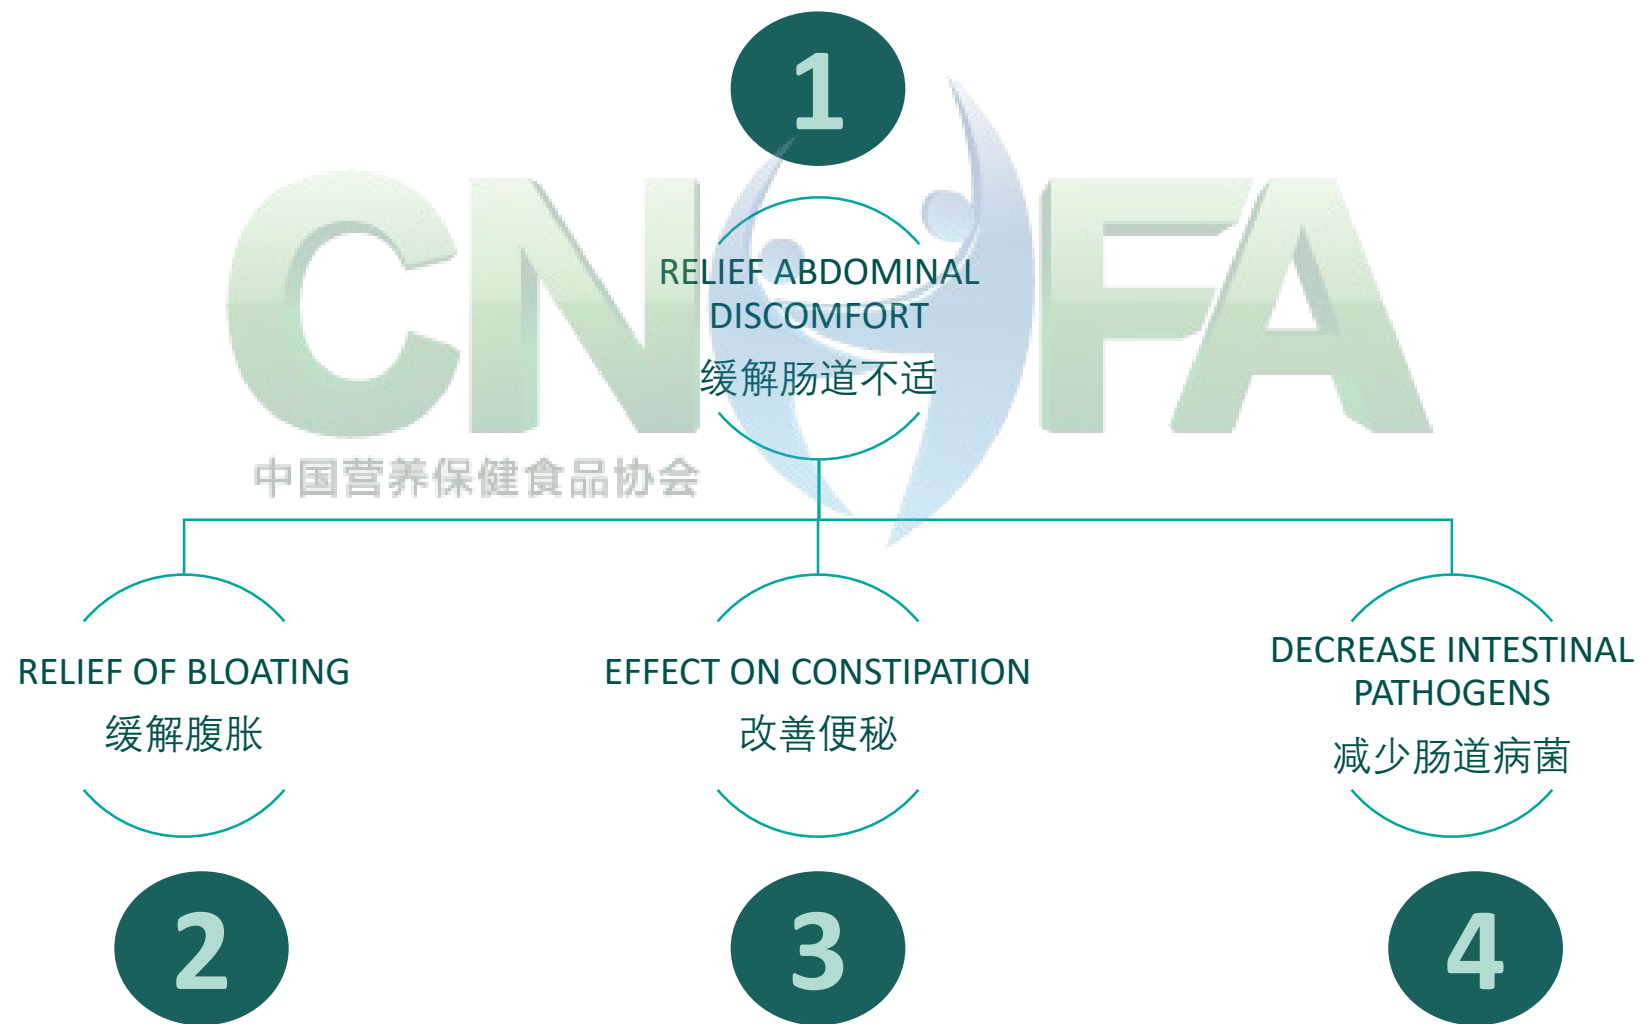 1
CNHFA
RELIEF ABDOMINAL
DISCOMFORT
缓解肠道不适
中国营养保健食品协会
RELIEF OF BLOATING
缓解腹胀
EFFECT ON CONSTIPATION
改善便秘
DECREASE INTESTINAL
PATHOGENS
减少肠道病菌
2
3
4